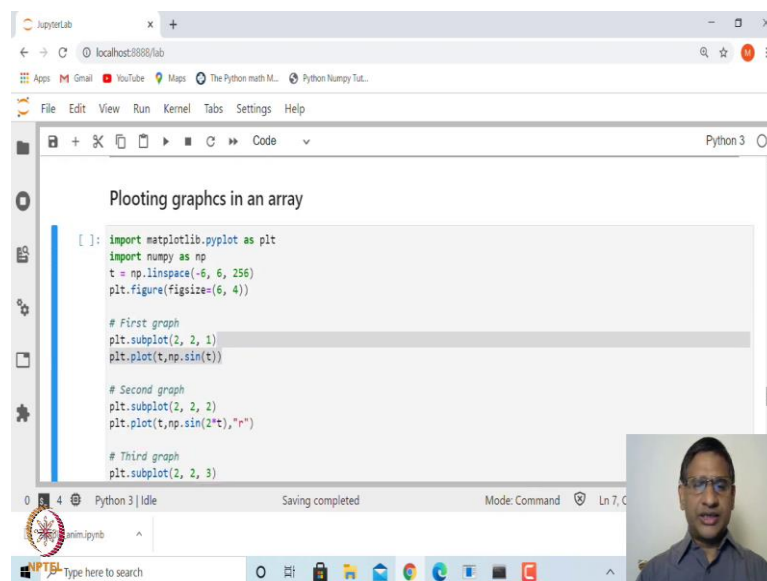 JupyterLab
localhost:8888/lab
M
Apps Gmail YouTube Maps The Python math M... Python Numpy Tut...
File Edit View Run Kernel Tabs Settings Help
Code Python 3
Plooting graphcs in an array
[ ]: import matplotlib.pyplot as plt
import numpy as np
t = np.linspace(-6, 6, 256)
plt.figure(figsize=(6, 4))
# First graph
plt.subplot(2, 2, 1)
plt.plot(t,np.sin(t))
# Second graph
plt.subplot(2, 2, 2)
plt.plot(t,np.sin(2*t),"r")
# Third graph
plt.subplot(2, 2, 3)
0 4 Python 3 | Idle Saving completed Mode: Command Ln 7, C
anim.ipynb
NPTEL Type here to search